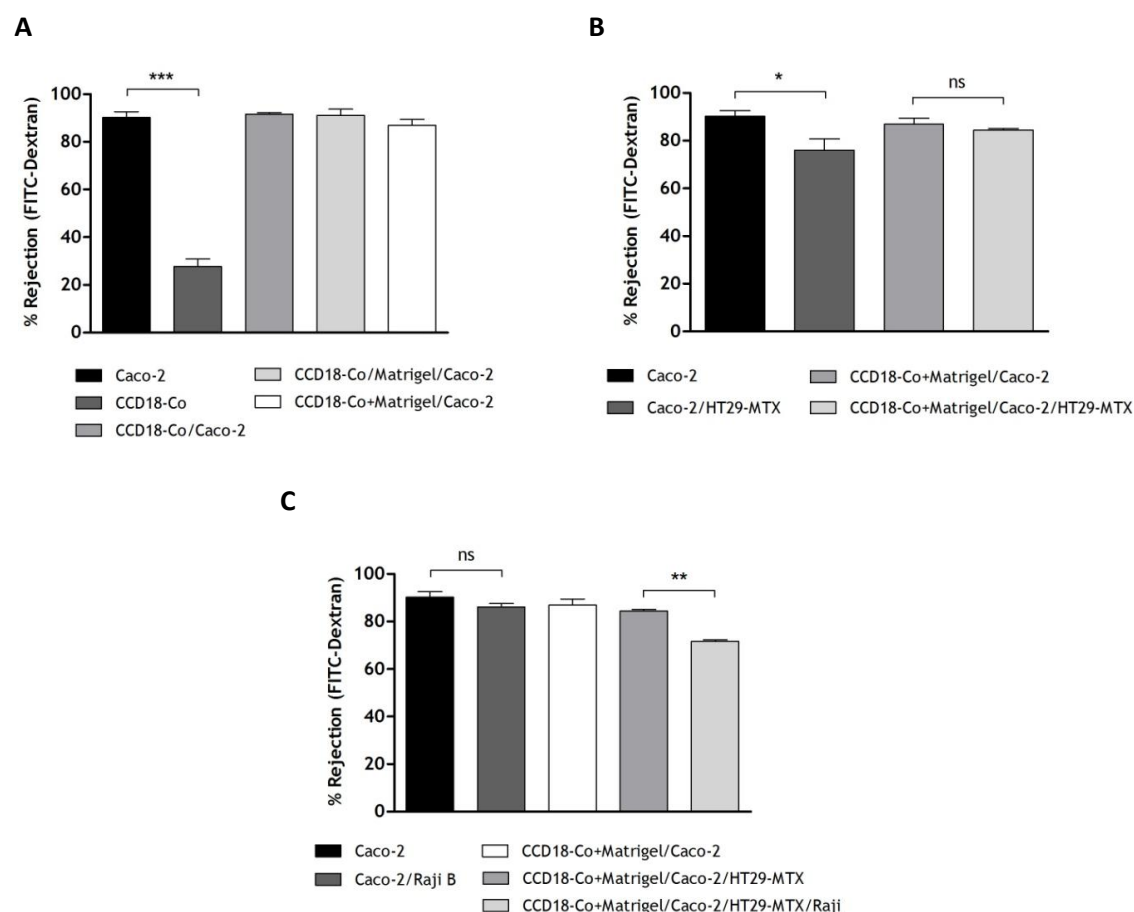 A
% Rejection (FITC-Dextran)
100
80
60
40
20
0
***
Caco-2
CCD18-Co
CCD18-Co/Caco-2
CCD18-Co/Matrigel/Caco-2
CCD18-Co+Matrigel/Caco-2
B
% Rejection (FITC-Dextran)
100
80
60
40
20
0
*
ns
Caco-2
Caco-2/HT29-MTX
CCD18-Co+Matrigel/Caco-2
CCD18-Co+Matrigel/Caco-2/HT29-MTX
C
% Rejection (FITC-Dextran)
100
80
60
40
20
0
ns
**
Caco-2
Caco-2/Raji B
CCD18-Co+Matrigel/Caco-2
CCD18-Co+Matrigel/Caco-2/HT29-MTX
CCD18-Co+Matrigel/Caco-2/HT29-MTX/Raji